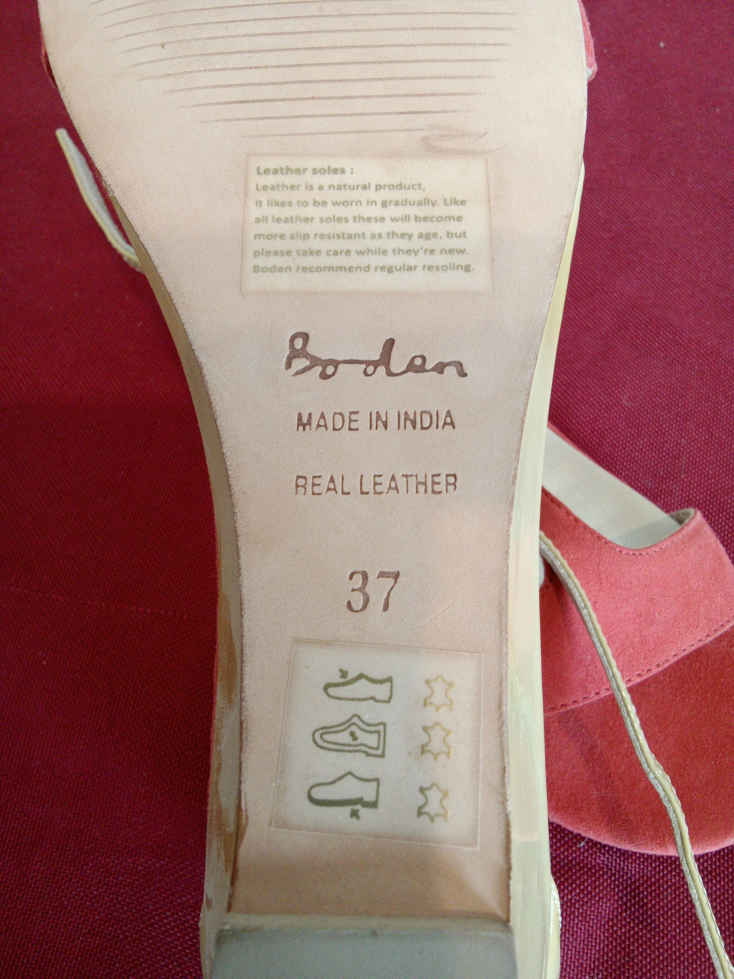 Leather soles :
Leather is a natural product,
it likes to be worn in gradually. Like
all leather soles these will become
more slip resistant as they age, but
please take care while they're new.
Boden recommend regular resoling.
Boden
MADE IN INDIA
REAL LEATHER
37